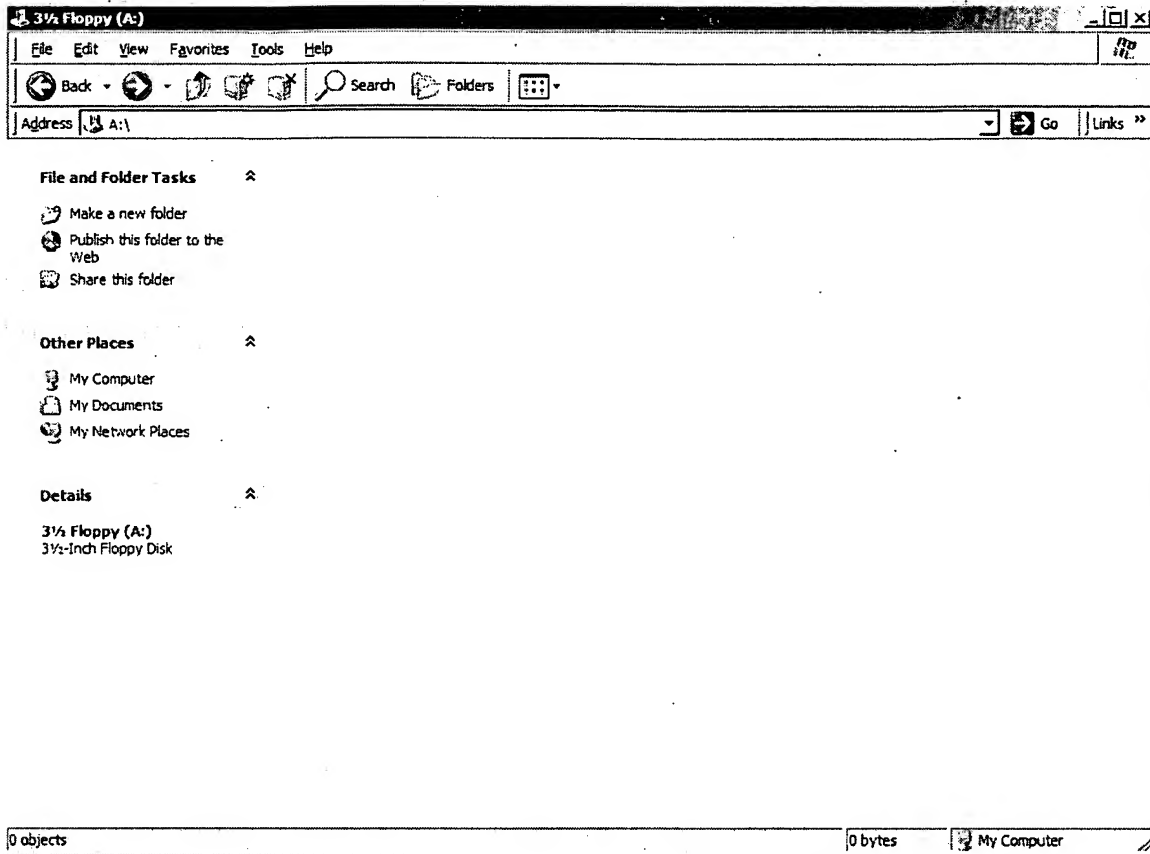 3½ Floppy (A:)
File Edit View Favorites Tools Help
Back Search Folders
Address A:\ Go Links »
File and Folder Tasks
Make a new folder
Publish this folder to the
Web
Share this folder
Other Places
My Computer
My Documents
My Network Places
Details
3½ Floppy (A:)
3½-Inch Floppy Disk
0 objects 0 bytes My Computer